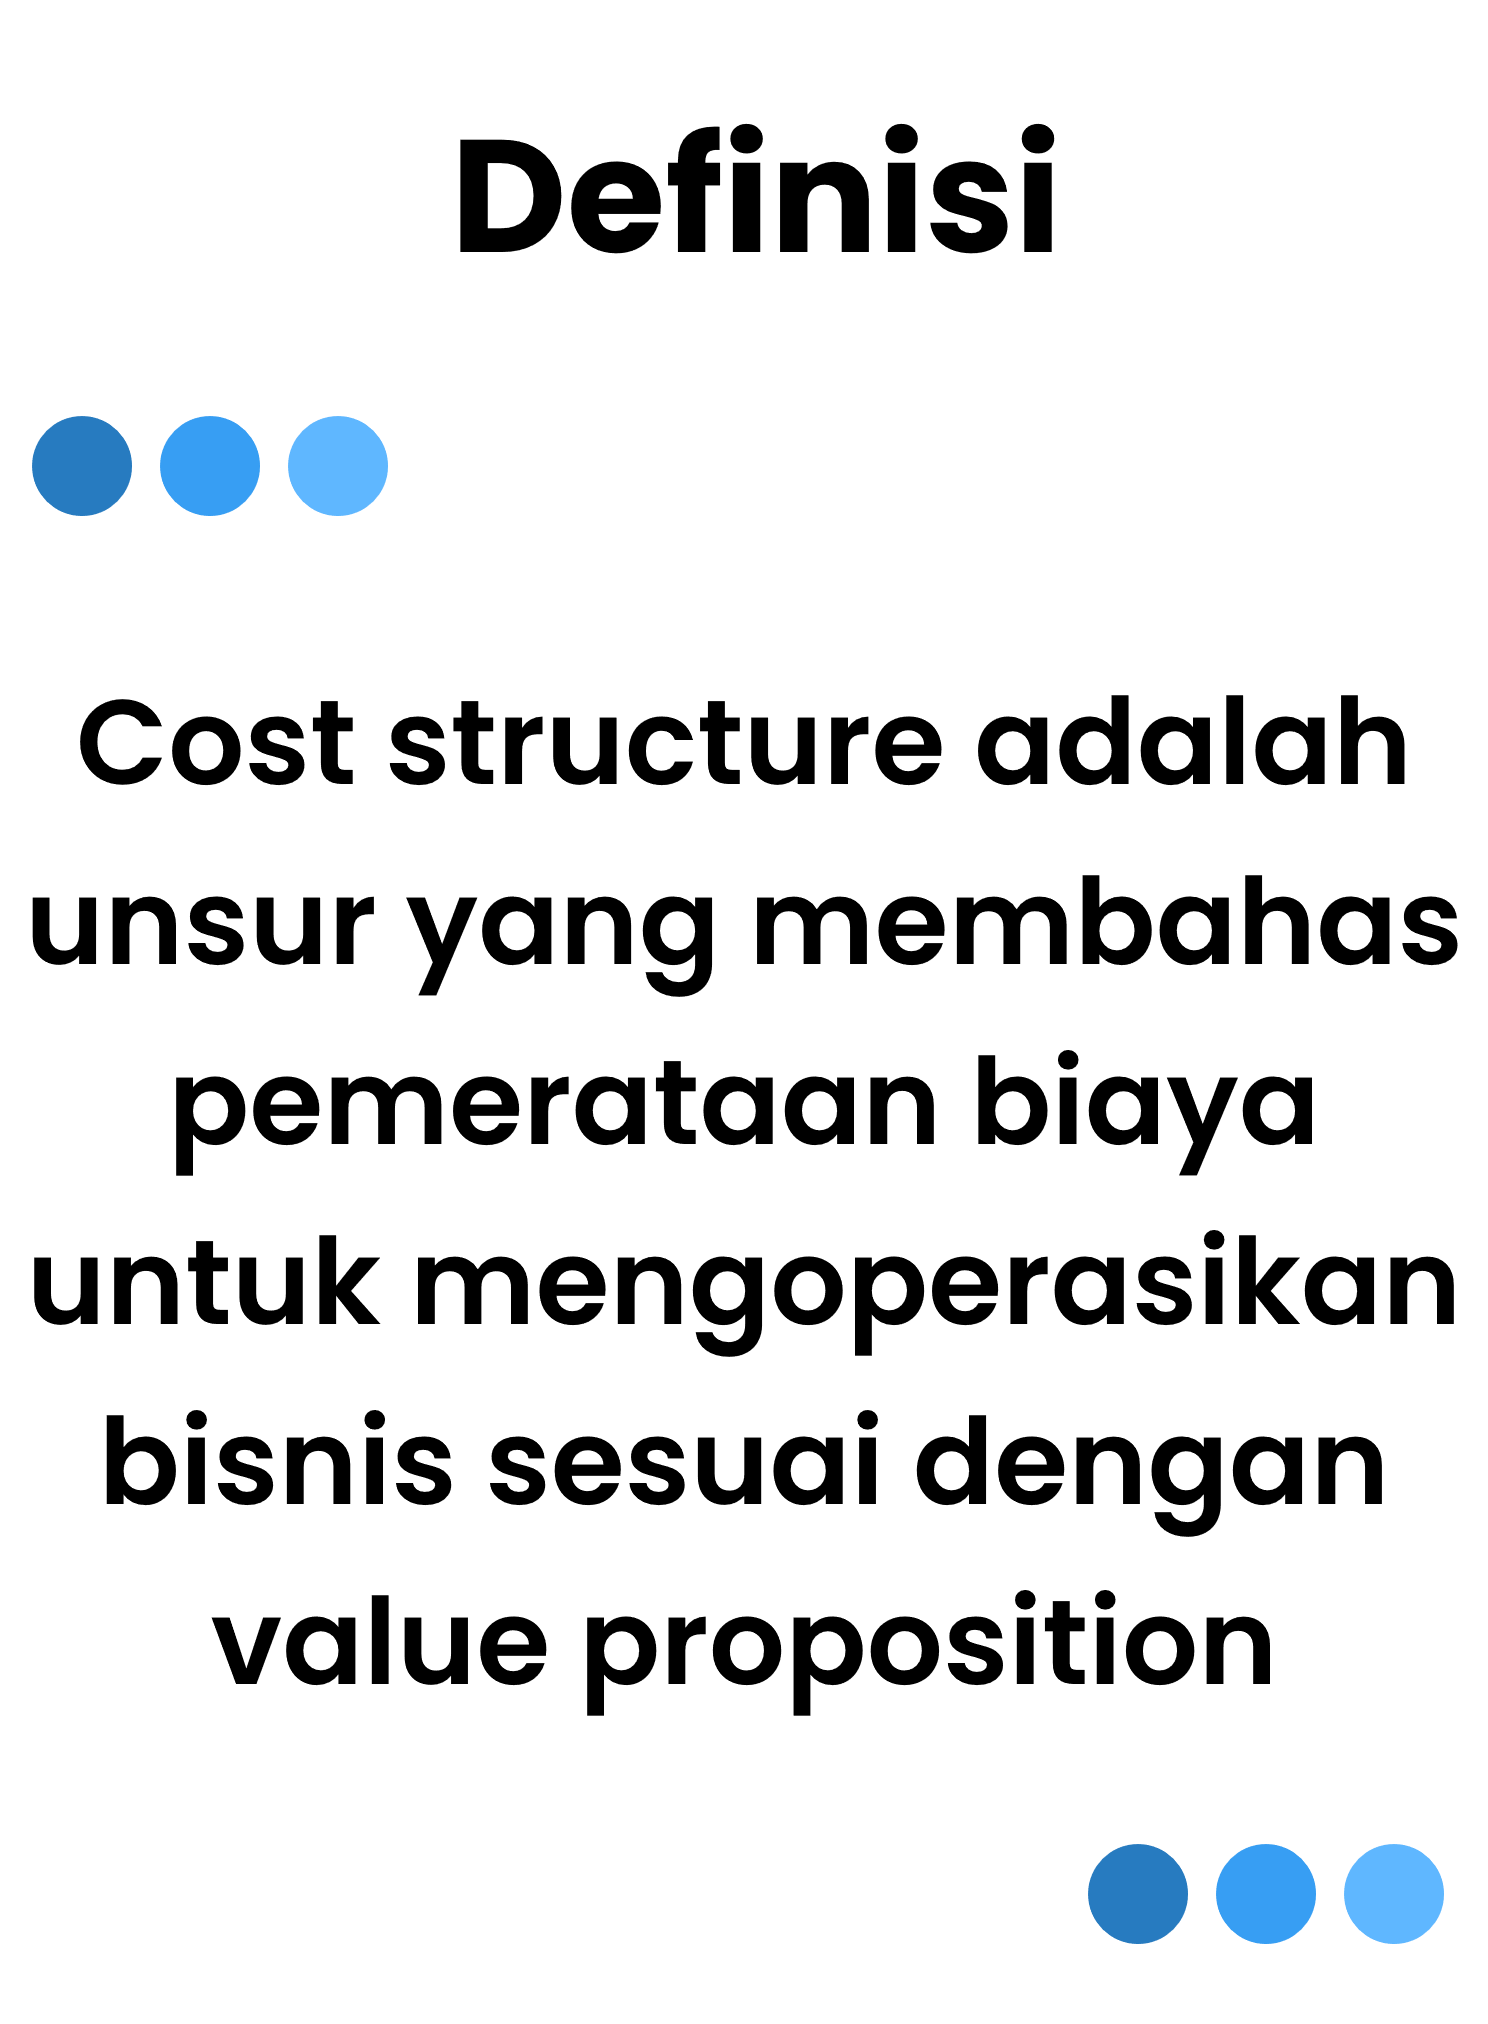 Definisi
Cost structure adalah
unsur yang membahas
pemerataan biaya
untuk mengoperasikan
bisnis sesuai dengan
value proposition